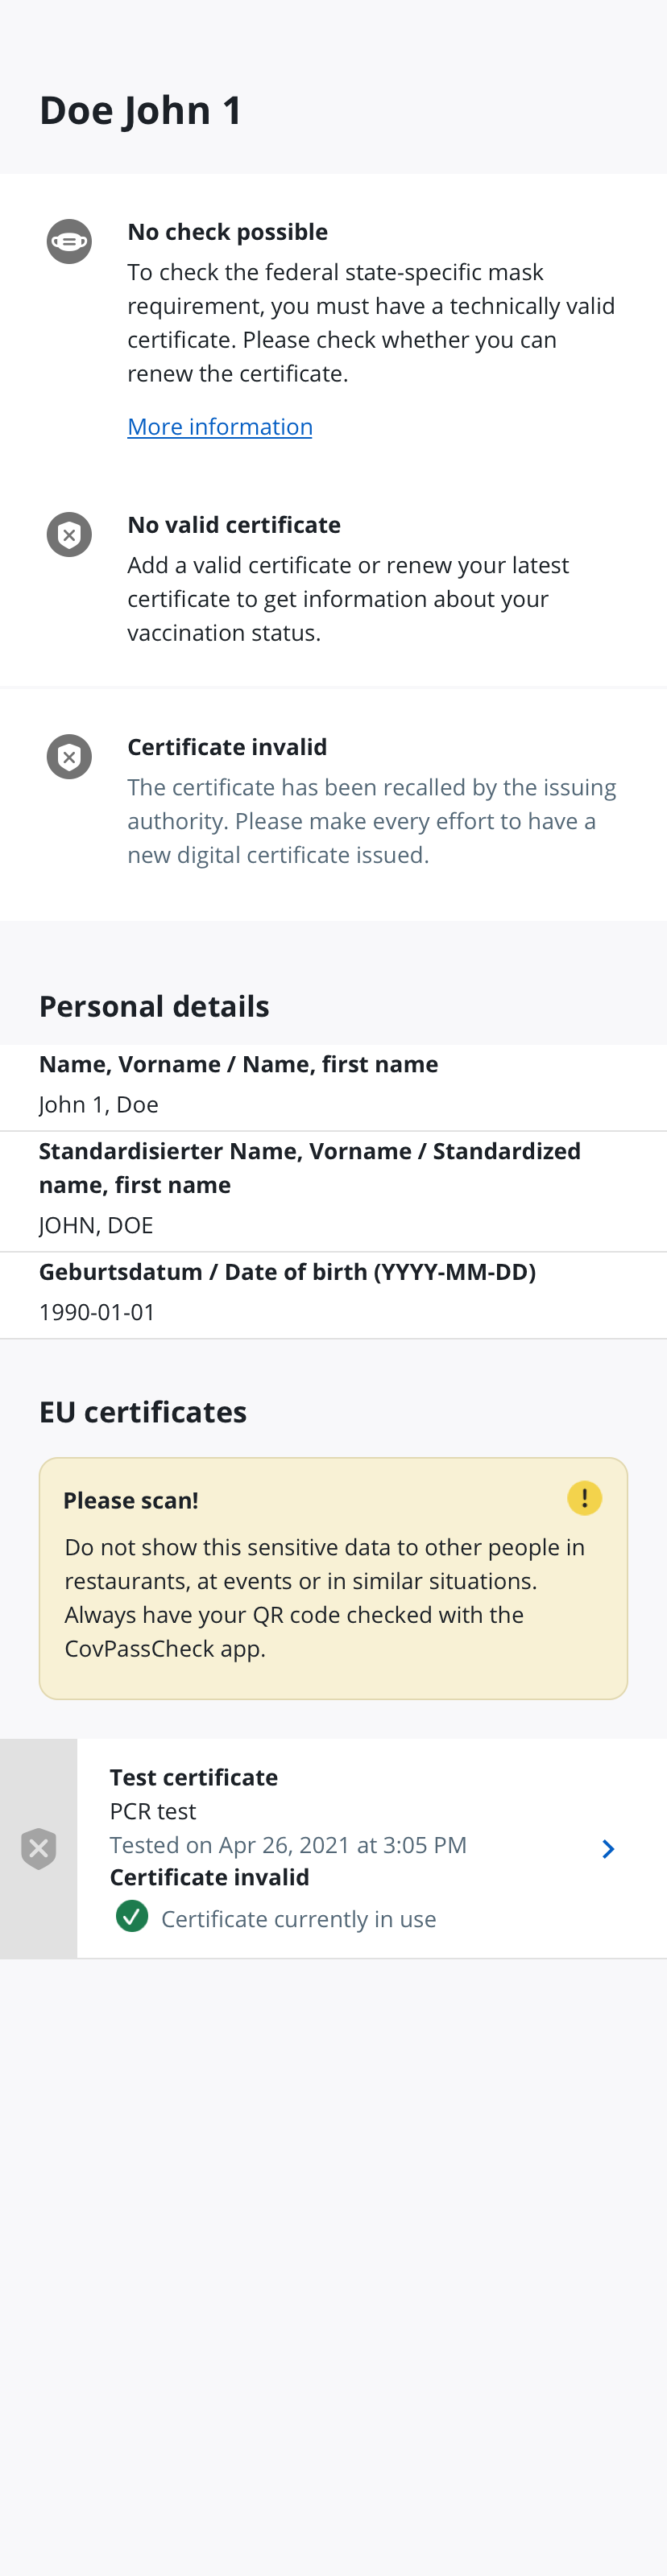 Doe John 1
No check possible
To check the federal state-specific mask
requirement, you must have a technically valid
certificate. Please check whether you can
renew the certificate.
More information
No valid certificate
Add a valid certificate or renew your latest
certificate to get information about your
vaccination status.
Certificate invalid
The certificate has been recalled by the issuing
authority. Please make every effort to have a
new digital certificate issued.
Personal details
Name, Vorname / Name, first name
John 1, Doe
Standardisierter Name, Vorname / Standardized
name, first name
JOHN, DOE
Geburtsdatum / Date of birth (YYYY-MM-DD)
1990-01-01
EU certificates
Please scan!
Do not show this sensitive data to other people in
restaurants, at events or in similar situations.
Always have your QR code checked with the
CovPassCheck app.
Test certificate
PCR test
Tested on Apr 26, 2021 at 3:05 PM
Certificate invalid
Certificate currently in use